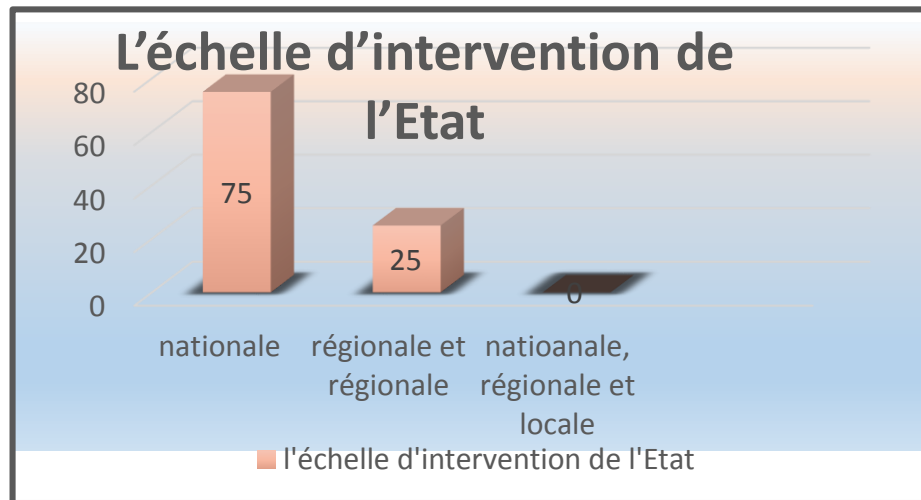 L’échelle d’intervention de
l’Etat
80
60
40
20
0
75
25
0
nationale
régionale et
régionale
natioanale,
régionale et
locale
l'échelle d'intervention de l'Etat